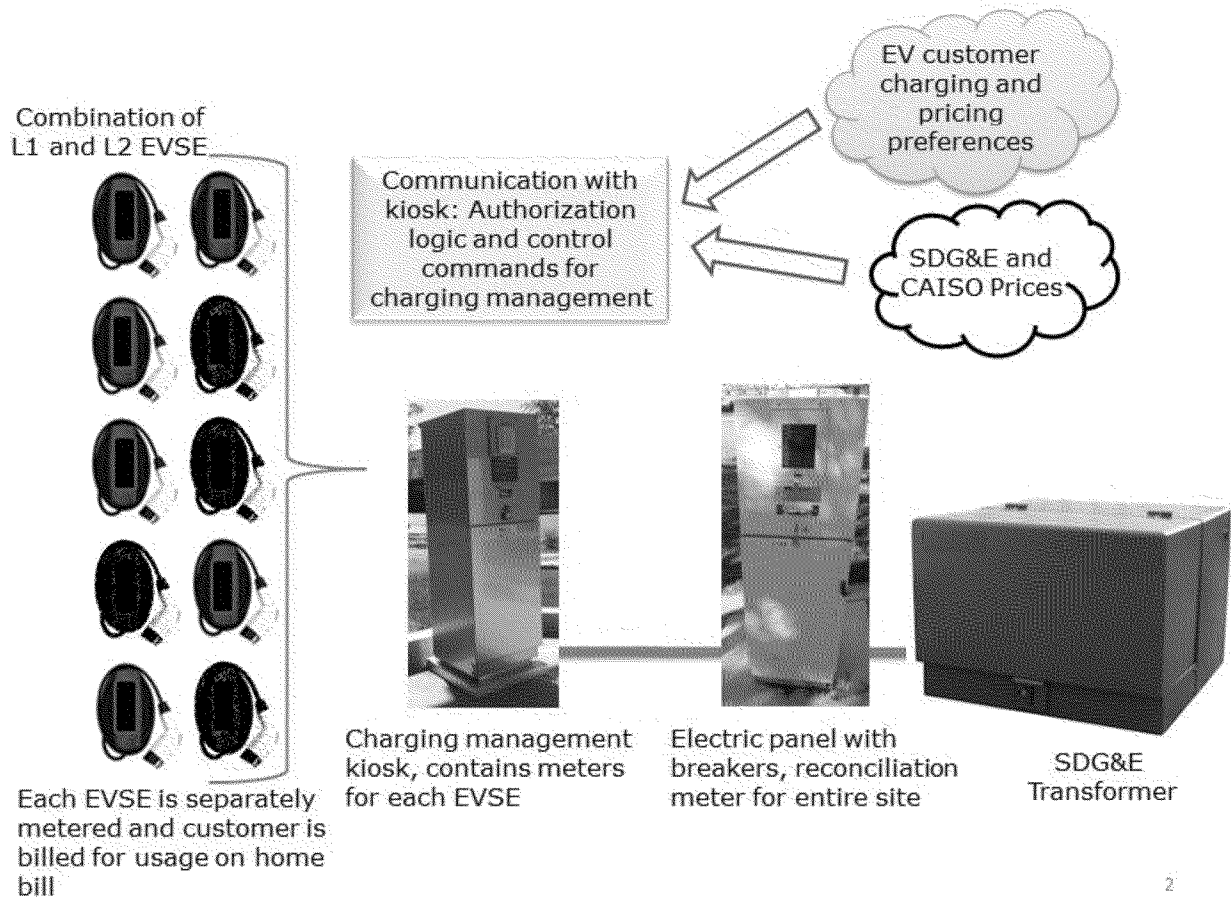 EV customer
charging and
pricing
preferences
Combination of
L1 and L2 EVSE
Communication with
kiosk: Authorization
logic and control
commands for
charging management
SDG&E and
CAISO Prices
Charging management
kiosk, contains meters
for each EVSE
Electric panel with
breakers, reconciliation
meter for entire site
SDG&E
Transformer
Each EVSE is separately
metered and customer is
billed for usage on home
bill
2